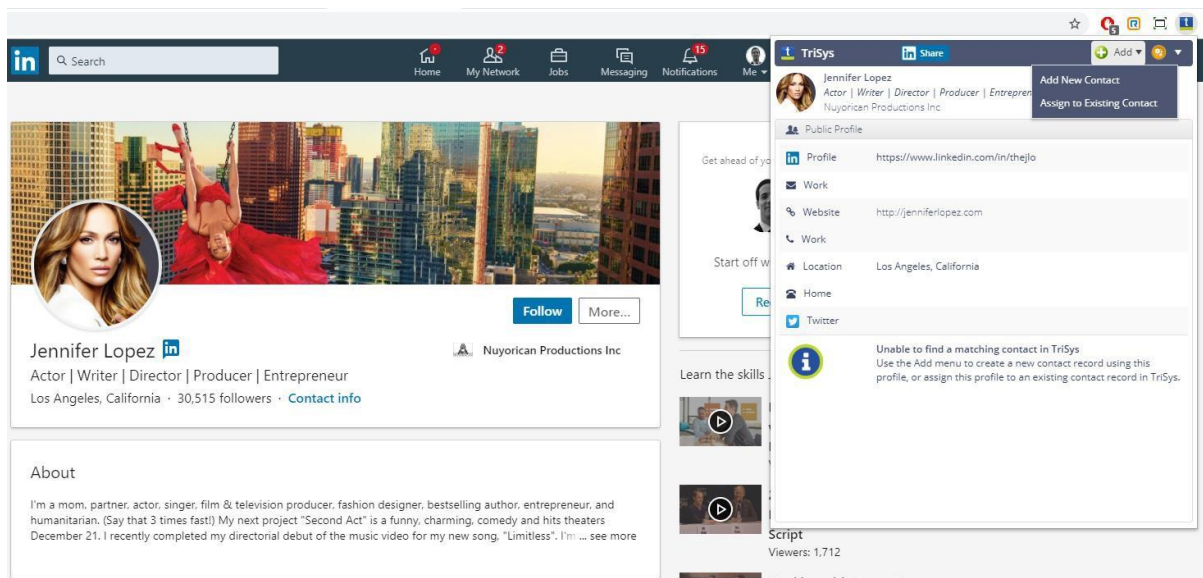 in
Search
Home
2
My Network
Jobs
Messaging
15
Notifications
Me
Follow
More...
Jennifer Lopez in
Nuyorican Productions Inc
Actor | Writer | Director | Producer | Entrepreneur
Los Angeles, California · 30,515 followers · Contact info
About
I'm a mom, partner, actor, singer, film & television producer, fashion designer, bestselling author, entrepreneur, and
humanitarian. (Say that 3 times fast!) My next project "Second Act" is a funny, charming, comedy and hits theaters
December 21. I recently completed my directorial debut of the music video for my new song, "Limitless". I'm ... see more
Get ahead of yo
Start off w
Re
Learn the skills
Script
Viewers: 1,712
TriSys
in Share
Add
Add New Contact
Assign to Existing Contact
Jennifer Lopez
Actor | Writer | Director | Producer | Entrepren
Nuyorican Productions Inc
Public Profile
in Profile https://www.linkedin.com/in/thejlo
Work
Website http://jenniferlopez.com
Work
Location Los Angeles, California
Home
Twitter
Unable to find a matching contact in TriSys
Use the Add menu to create a new contact record using this
profile, or assign this profile to an existing contact record in TriSys.